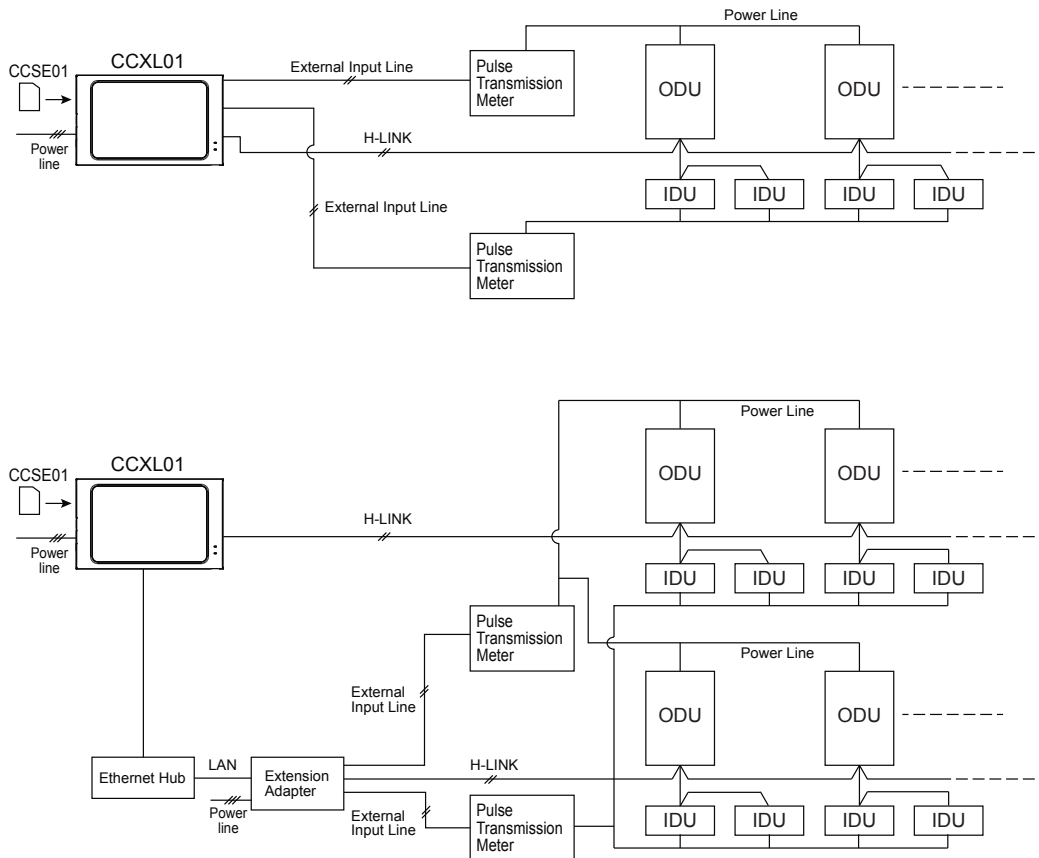 Power Line
CCSE01
CCXL01
External Input Line
Pulse
Transmission
Meter
ODU
ODU
Power
line
H-LINK
IDU
IDU
IDU
IDU
External Input Line
Pulse
Transmission
Meter
Power Line
CCSE01
CCXL01
ODU
ODU
H-LINK
Power
line
IDU
IDU
IDU
IDU
Pulse
Transmission
Meter
Power Line
External
Input Line
ODU
ODU
Ethernet Hub
LAN
Extension
Adapter
H-LINK
Power
line
External
Input Line
Pulse
Transmission
Meter
IDU
IDU
IDU
IDU